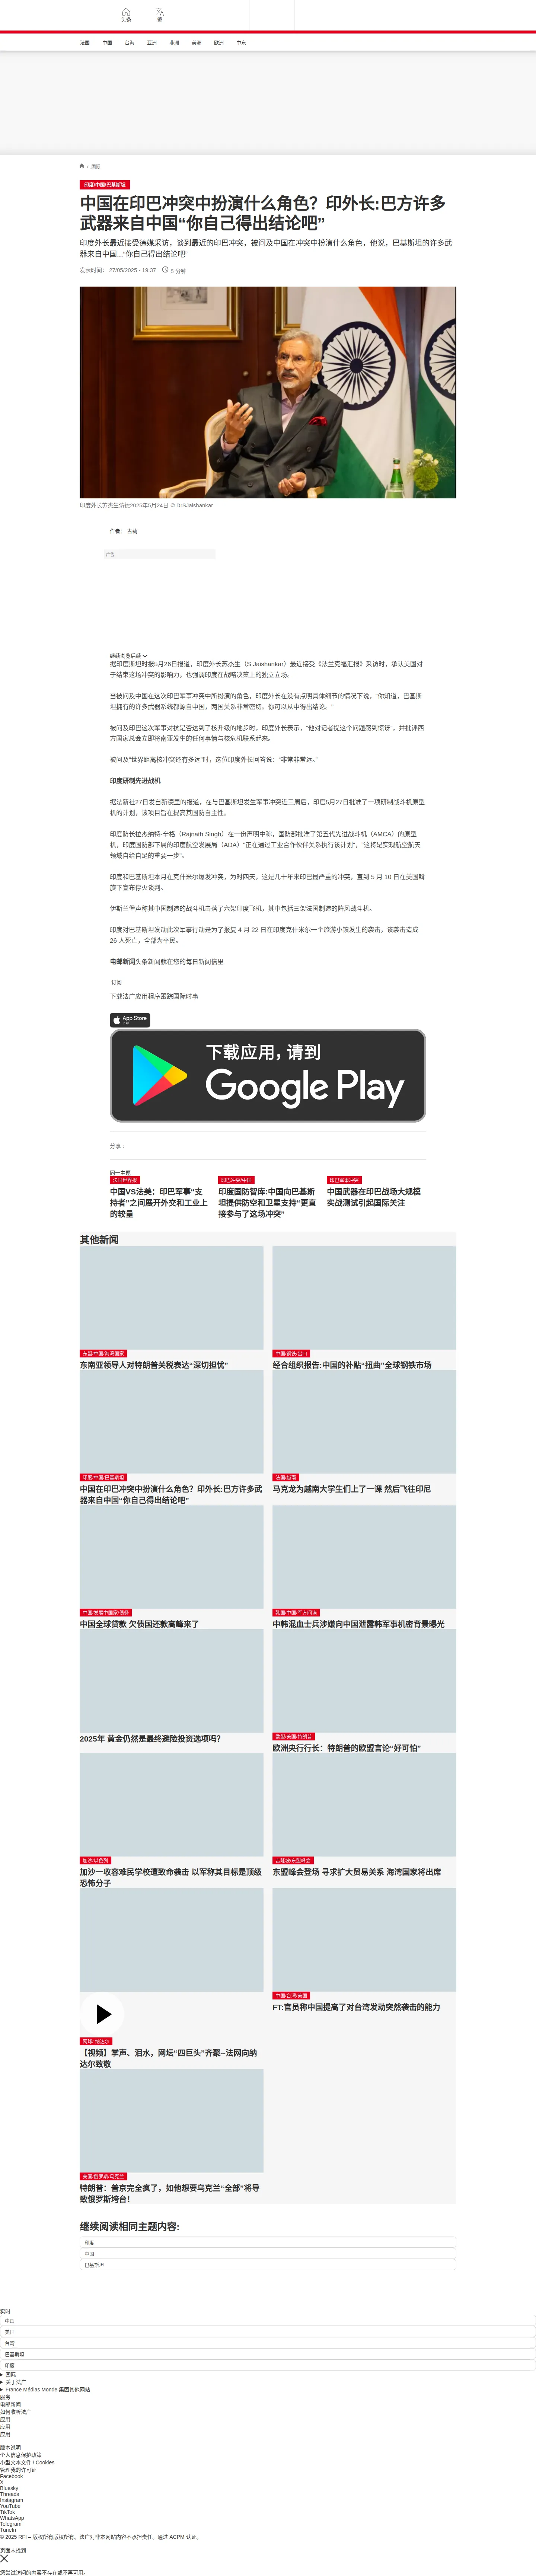 头条
繁
法国 中国 台海 亚洲 非洲 美洲 欧洲 中东
/ 国际
印度/中国/巴基斯坦
中国在印巴冲突中扮演什么角色？印外长:巴方许多
武器来自中国“你自己得出结论吧”
印度外长最近接受德媒采访，谈到最近的印巴冲突，被问及中国在冲突中扮演什么角色，他说，巴基斯坦的许多武
器来自中国...“你自己得出结论吧”
发表时间： 27/05/2025 - 19:37 5 分钟
印度外长苏杰生访德2025年5月24日 © DrSJaishankar
作者： 古莉
广告
继续浏览后续
据印度斯坦时报5月26日报道，印度外长苏杰生（S Jaishankar）最近接受《法兰克福汇报》采访时，承认美国对
于结束这场冲突的影响力，也强调印度在战略决策上的独立立场。
当被问及中国在这次印巴军事冲突中所扮演的角色，印度外长在没有点明具体细节的情况下说，“你知道，巴基斯
坦拥有的许多武器系统都源自中国，两国关系非常密切。你可以从中得出结论。”
被问及印巴这次军事对抗是否达到了核升级的地步时，印度外长表示，“他对记者提这个问题感到惊讶”，并批评西
方国家总会立即将南亚发生的任何事情与核危机联系起来。
被问及“世界距离核冲突还有多远”时，这位印度外长回答说：“非常非常远。”
印度研制先进战机
据法新社27日发自新德里的报道，在与巴基斯坦发生军事冲突近三周后，印度5月27日批准了一项研制战斗机原型
机的计划，该项目旨在提高其国防自主性。
印度防长拉杰纳特·辛格（Rajnath Singh）在一份声明中称，国防部批准了第五代先进战斗机（AMCA）的原型
机，印度国防部下属的印度航空发展局（ADA）“正在通过工业合作伙伴关系执行该计划”，“这将是实现航空航天
领域自给自足的重要一步”。
印度和巴基斯坦本月在克什米尔爆发冲突，为时四天，这是几十年来印巴最严重的冲突，直到 5 月 10 日在美国斡
旋下宣布停火谈判。
伊斯兰堡声称其中国制造的战斗机击落了六架印度飞机，其中包括三架法国制造的阵风战斗机。
印度对巴基斯坦发动此次军事行动是为了报复 4 月 22 日在印度克什米尔一个旅游小镇发生的袭击，该袭击造成
26 人死亡，全部为平民。
电邮新闻头条新闻就在您的每日新闻信里
订阅
下载法广应用程序跟踪国际时事
App Store
下载
下载应用，请到
Google Play
分享 :
同一主题
法国世界报
中国VS法美：印巴军事“支
持者”之间展开外交和工业上
的较量
印巴冲突/中国
印度国防智库:中国向巴基斯
坦提供防空和卫星支持“更直
接参与了这场冲突”
印巴军事冲突
中国武器在印巴战场大规模
实战测试引起国际关注
其他新闻
东盟/中国/海湾国家
东南亚领导人对特朗普关税表达“深切担忧”
中国/钢铁/出口
经合组织报告:中国的补贴“扭曲”全球钢铁市场
印度/中国/巴基斯坦
中国在印巴冲突中扮演什么角色？印外长:巴方许多武
器来自中国“你自己得出结论吧”
法国/越南
马克龙为越南大学生们上了一课 然后飞往印尼
中国/发展中国家/债务
中国全球贷款 欠债国还款高峰来了
韩国/中国/军方间谍
中韩混血士兵涉嫌向中国泄露韩军事机密背景曝光
2025年 黄金仍然是最终避险投资选项吗?
欧盟/美国/特朗普
欧洲央行行长：特朗普的欧盟言论“好可怕”
加沙/以色列
加沙一收容难民学校遭致命袭击 以军称其目标是顶级
恐怖分子
吉隆坡/东盟峰会
东盟峰会登场 寻求扩大贸易关系 海湾国家将出席
网球/ 纳达尔
【视频】掌声、泪水，网坛“四巨头”齐聚--法网向纳
达尔致敬
中国/台湾/美国
FT:官员称中国提高了对台湾发动突然袭击的能力
美国/俄罗斯/乌克兰
特朗普：普京完全疯了，如他想要乌克兰“全部”将导
致俄罗斯垮台！
继续阅读相同主题内容:
印度
中国
巴基斯坦
实时
中国
美国
台湾
巴基斯坦
印度
国际
关于法广
France Médias Monde 集团其他网站
服务
电邮新闻
如何收听法广
应用
应用
应用
版本说明
个人信息保护政策
小型文本文件 / Cookies
管理我的许可证
Facebook
X
Bluesky
Threads
Instagram
YouTube
TikTok
WhatsApp
Telegram
TuneIn
© 2025 RFI – 版权所有版权所有。法广对非本网站内容不承担责任。通过 ACPM 认证。
页面未找到
您尝试访问的内容不存在或不再可用。